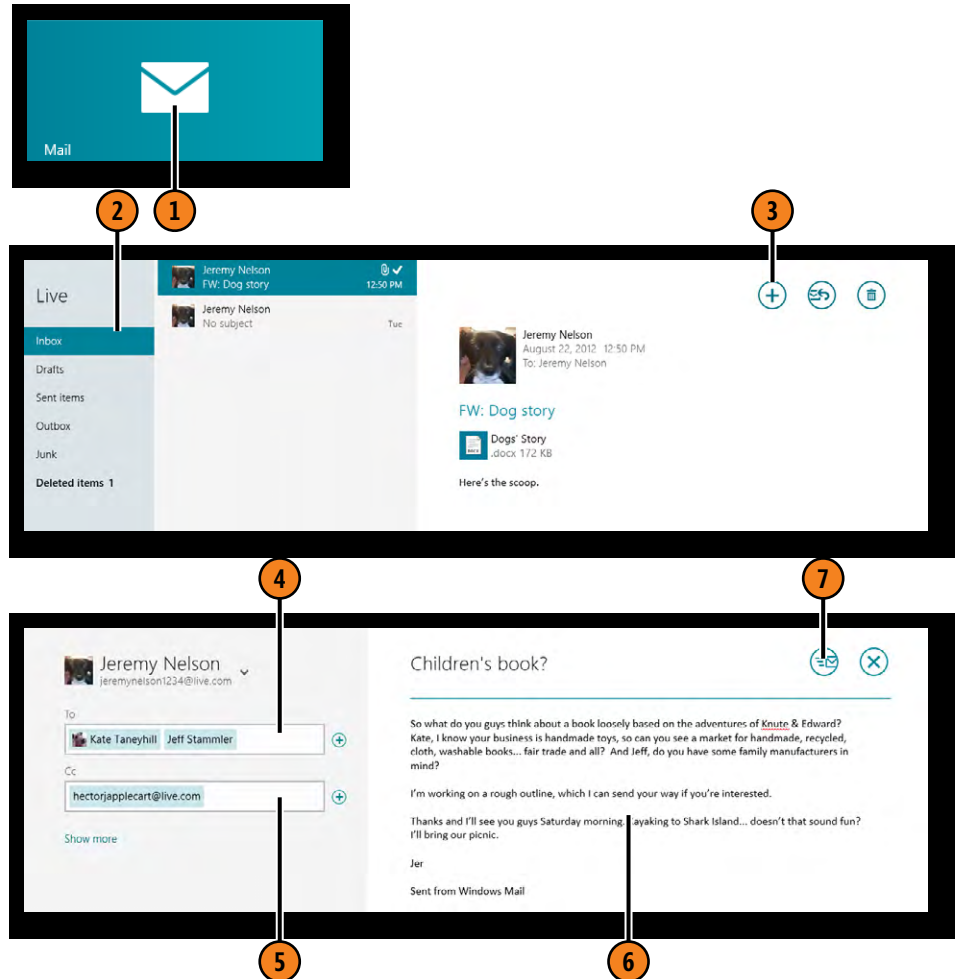 Mail
2 1 3
Live
Inbox
Drafts
Sent items
Outbox
Junk
Deleted items 1
Jeremy Nelson
FW: Dog story
12:50 PM
Jeremy Nelson
No subject
Tue
Jeremy Nelson
August 22, 2012 12:50 PM
To: Jeremy Nelson
FW: Dog story
DOCX
Dogs' Story
.docx 172 KB
Here's the scoop.
4 7
Jeremy Nelson
jeremynelson1234@live.com
To
Kate Taneyhill Jeff Stammler
Cc
hectorjapplecart@live.com
Show more
Children's book?
So what do you guys think about a book loosely based on the adventures of Knute & Edward?
Kate, I know your business is handmade toys, so can you see a market for handmade, recycled,
cloth, washable books... fair trade and all? And Jeff, do you have some family manufacturers in
mind?
I'm working on a rough outline, which I can send your way if you're interested.
Thanks and I'll see you guys Saturday morning. ayaking to Shark Island... doesn't that sound fun?
I'll bring our picnic.
Jer
Sent from Windows Mail
5 6